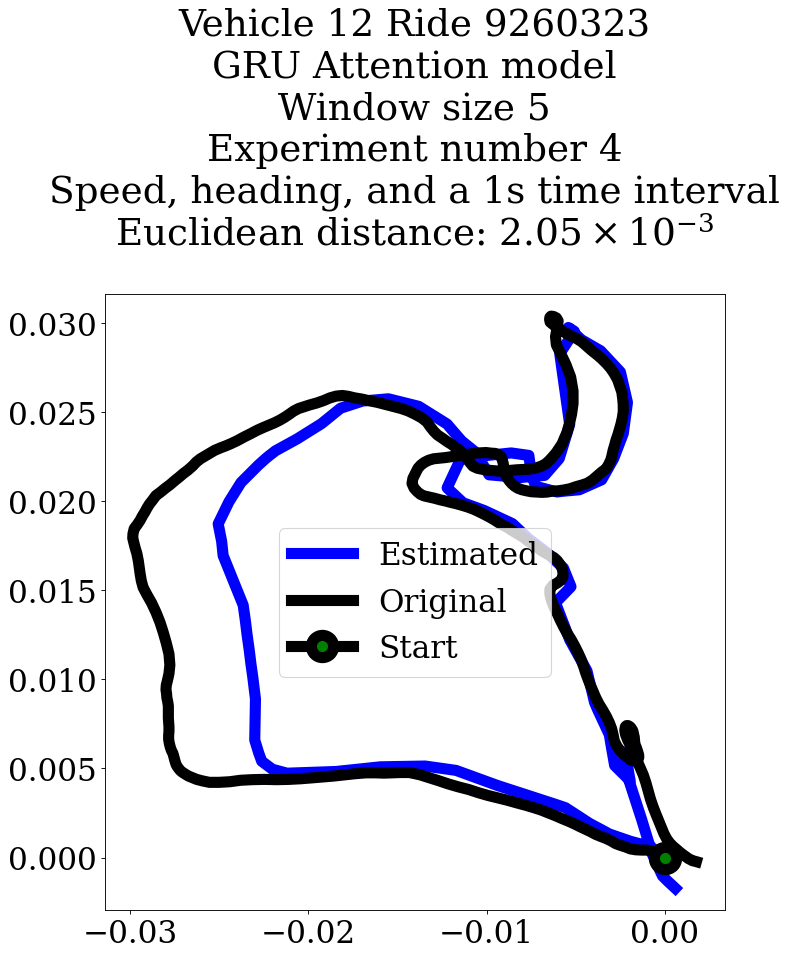 Vehicle 12 Ride 9260323
GRU Attention model
Window size 5
Experiment number 4
Speed, heading, and a 1s time interval
Euclidean distance: 2.05 × 10⁻³
0.030
0.025
0.020
0.015
0.010
0.005
0.000
Estimated
Original
Start
−0.03 −0.02 −0.01 0.00